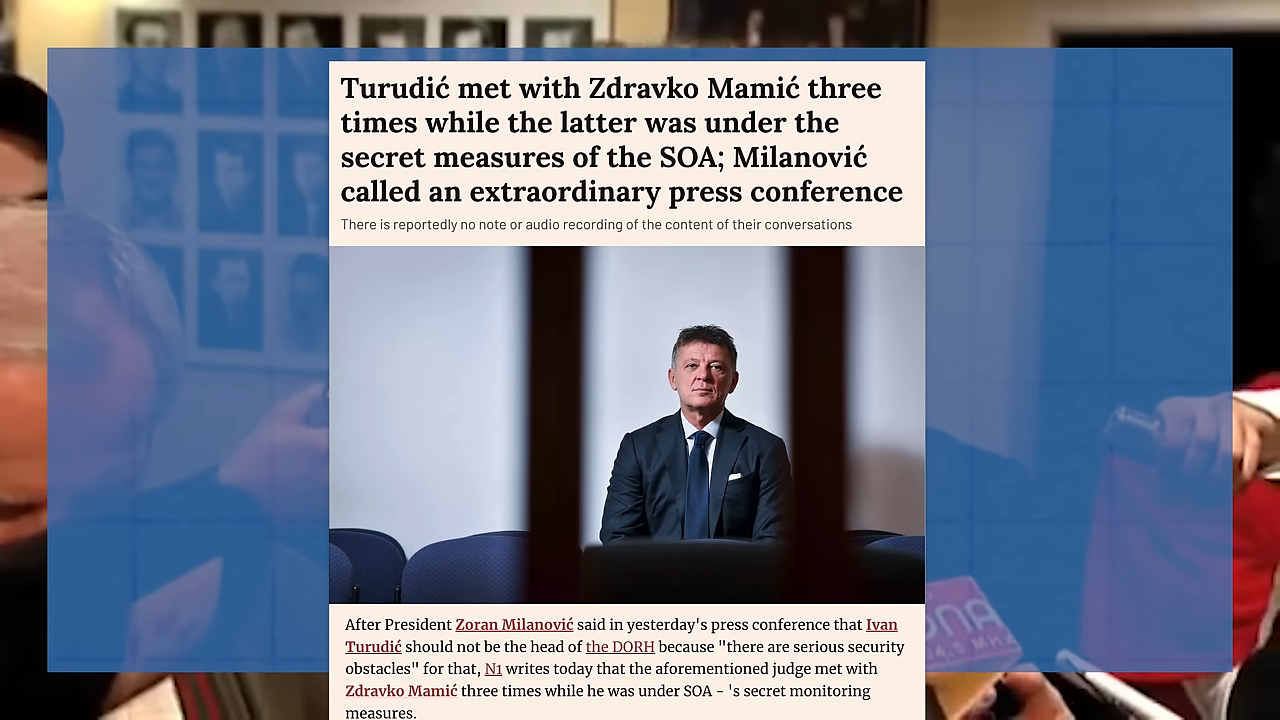 Turudić met with Zdravko Mamić three
times while the latter was under the
secret measures of the SOA; Milanović
called an extraordinary press conference
There is reportedly no note or audio recording of the content of their conversations
After President Zoran Milanović said in yesterday's press conference that Ivan
Turudić should not be the head of the DORH because "there are serious security
obstacles" for that, N1 writes today that the aforementioned judge met with
Zdravko Mamić three times while he was under SOA - 's secret monitoring
measures.